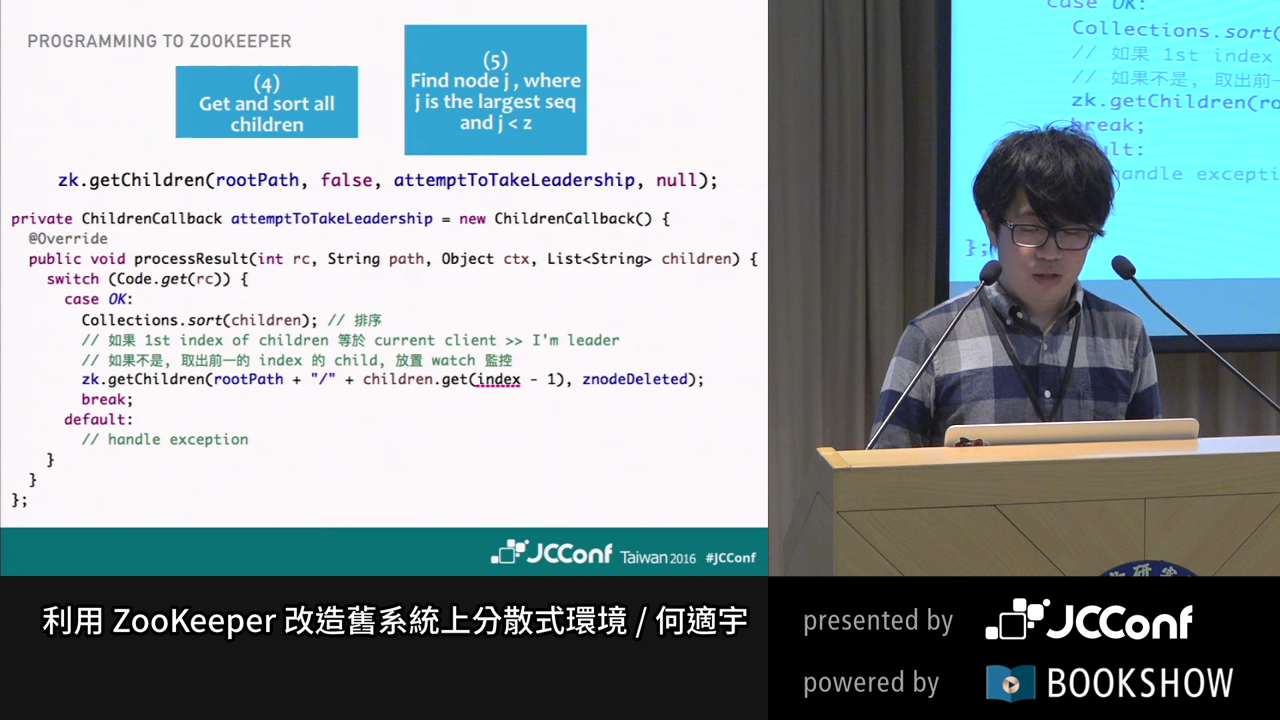 PROGRAMMING TO ZOOKEEPER
(4)
Get and sort all
children
(5)
Find node j , where
j is the largest seq
and j < z
zk.getChildren(rootPath, false, attemptToTakeLeadership, null);
private ChildrenCallback attemptToTakeLeadership = new ChildrenCallback() {
@Override
public void processResult(int rc, String path, Object ctx, List<String> children) {
switch (Code.get(rc)) {
case OK:
Collections.sort(children); // 排序
// 如果 1st index of children 等於 current client >> I'm leader
// 如果不是, 取出前一的 index 的 child, 放置 watch 監控
zk.getChildren(rootPath + "/" + children.get(index - 1), znodeDeleted);
break;
default:
// handle exception
}
}
};
JCConf Taiwan 2016 #JCConf
case OK:
Collections.sort(
// 如果 1st index
// 如果不是, 取出前一
zk.getChildren(ro
break;
ult:
handle excepti
};
利用 ZooKeeper 改造舊系統上分散式環境 / 何適宇
presented by JCConf
powered by BOOKSHOW